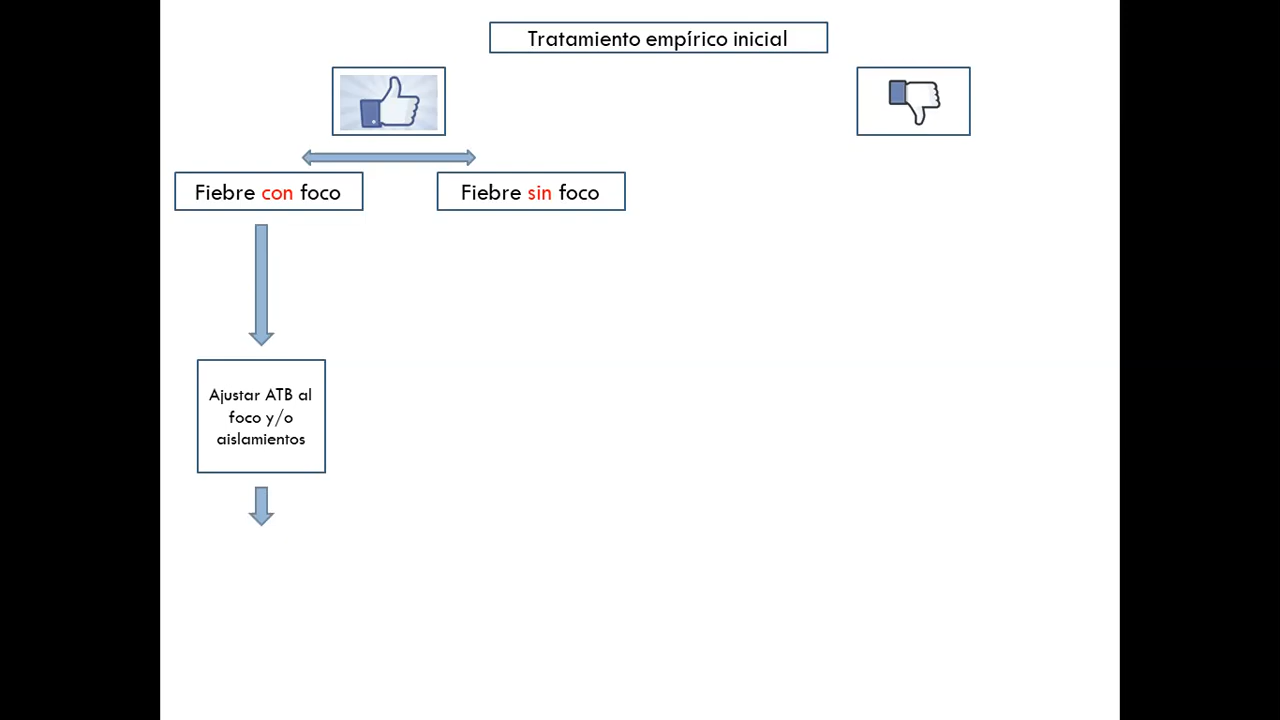 Tratamiento empírico inicial
Fiebre con foco
Fiebre sin foco
Ajustar ATB al
foco y/o
aislamientos